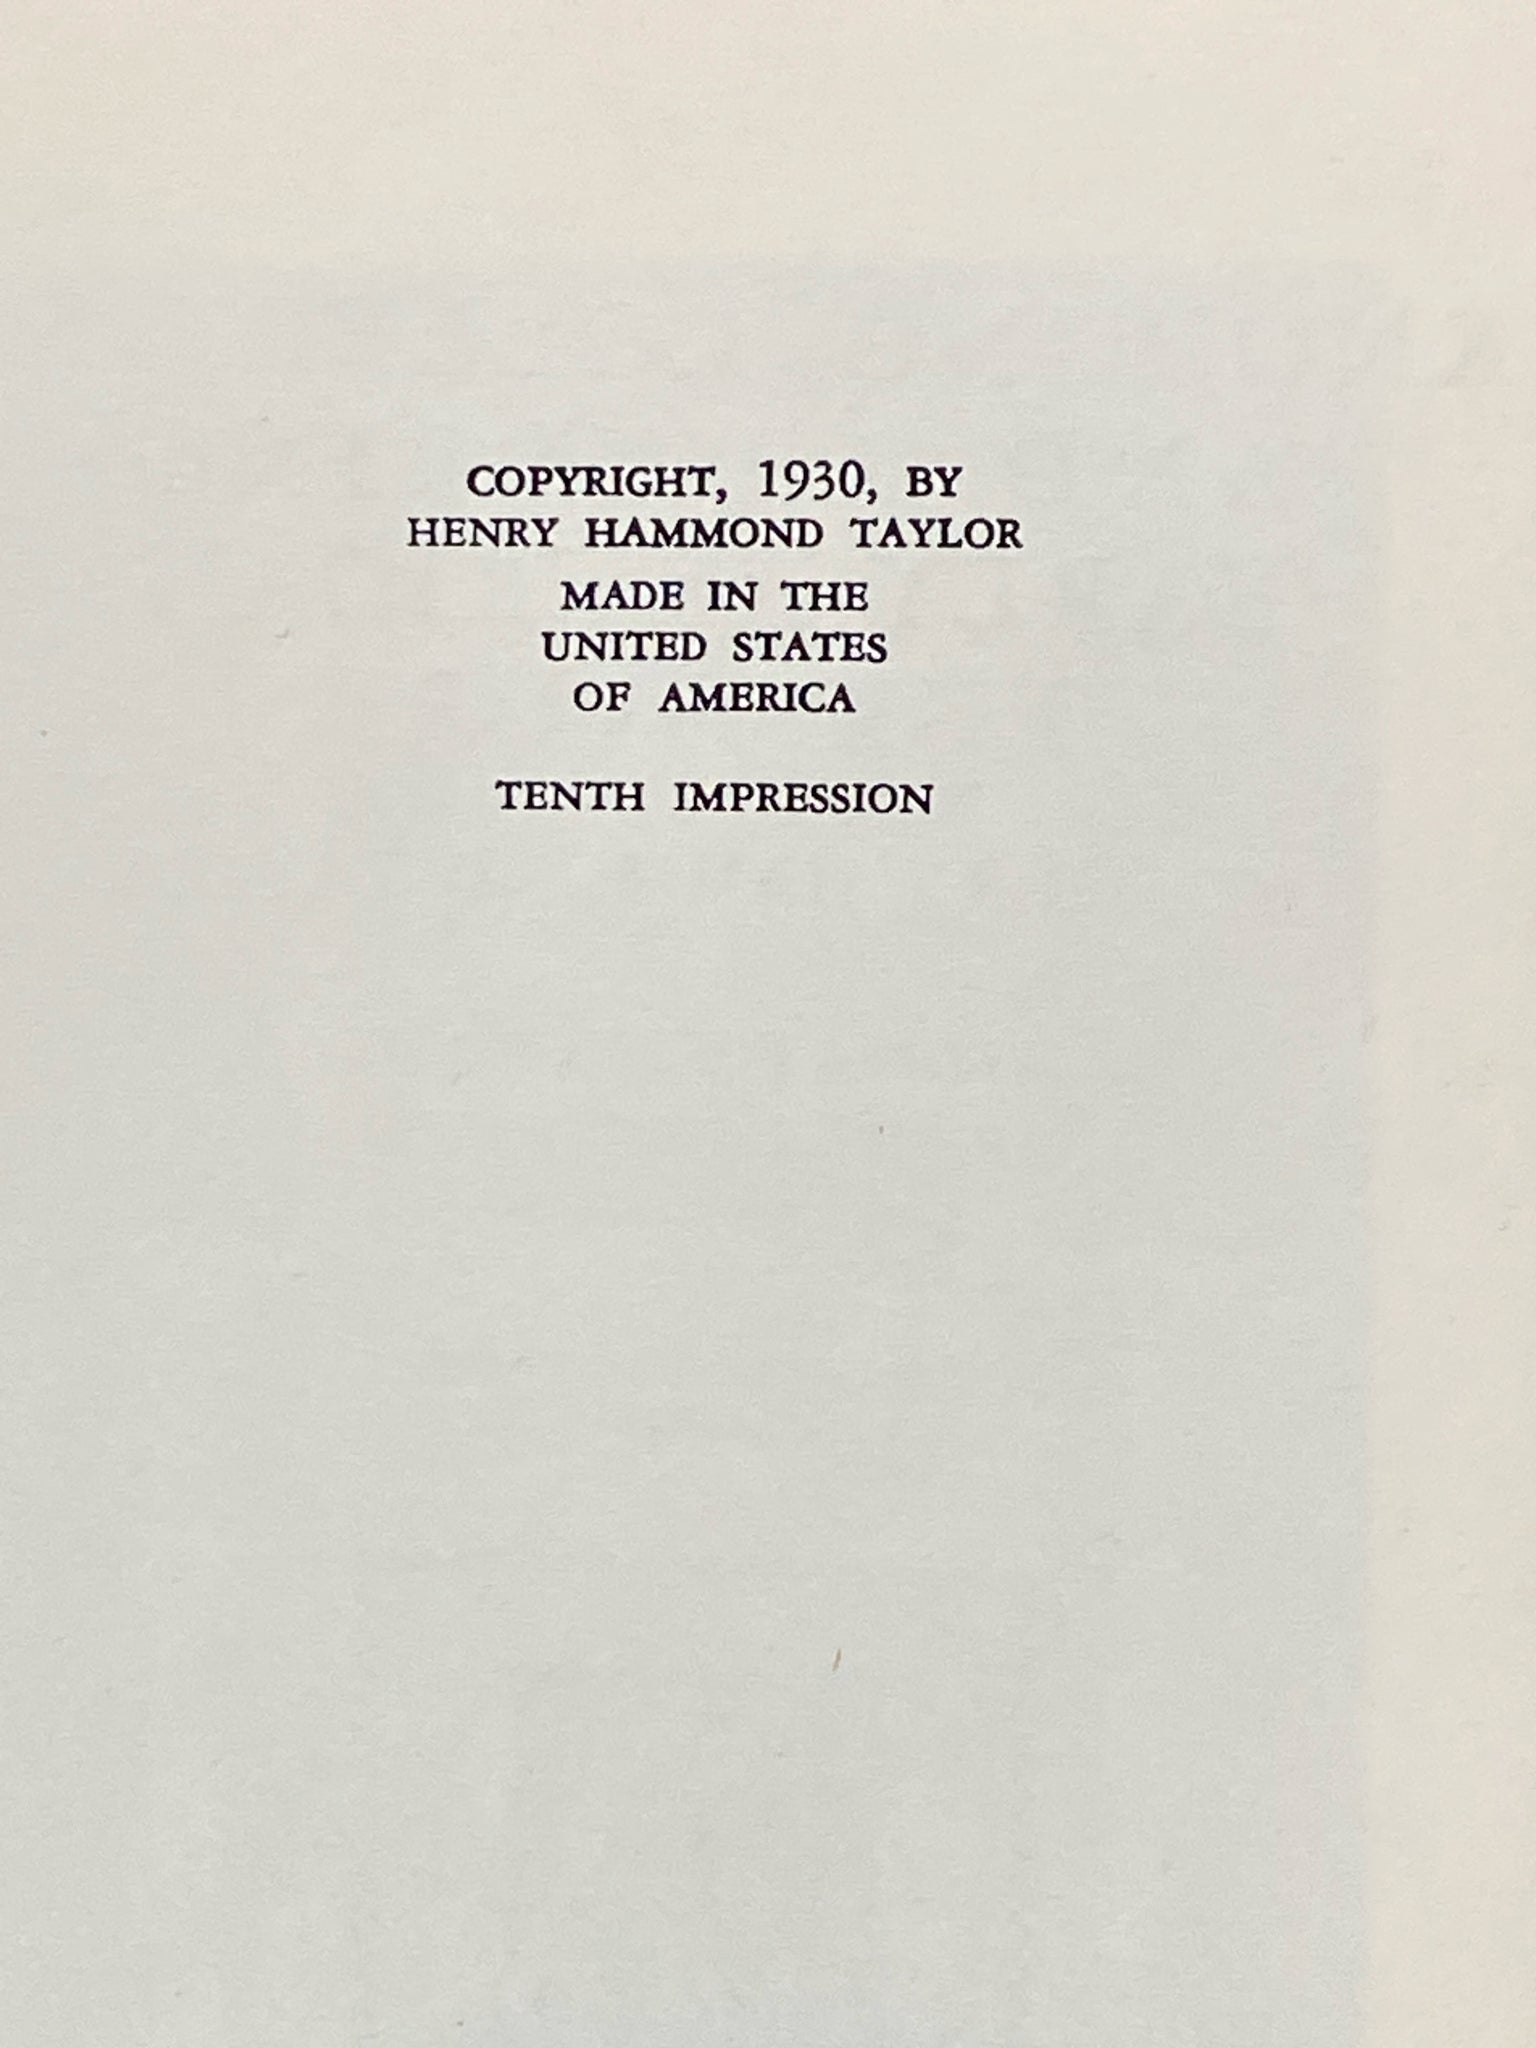 COPYRIGHT, 1930, BY
HENRY HAMMOND TAYLOR
MADE IN THE
UNITED STATES
OF AMERICA
TENTH IMPRESSION